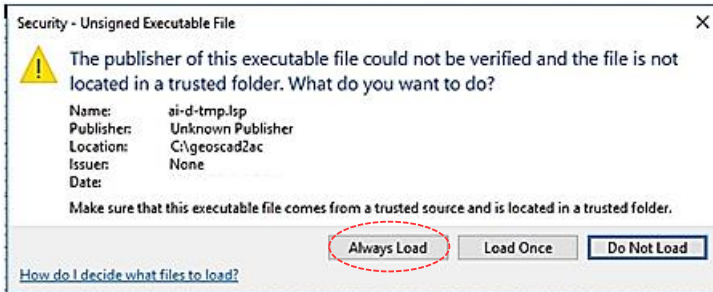 Security - Unsigned Executable File
The publisher of this executable file could not be verified and the file is not
located in a trusted folder. What do you want to do?
Name: ai-d-tmp.lsp
Publisher: Unknown Publisher
Location: C:\geoscad2ac
Issuer: None
Date:
Make sure that this executable file comes from a trusted source and is located in a trusted folder.
Always Load Load Once Do Not Load
How do I decide what files to load?